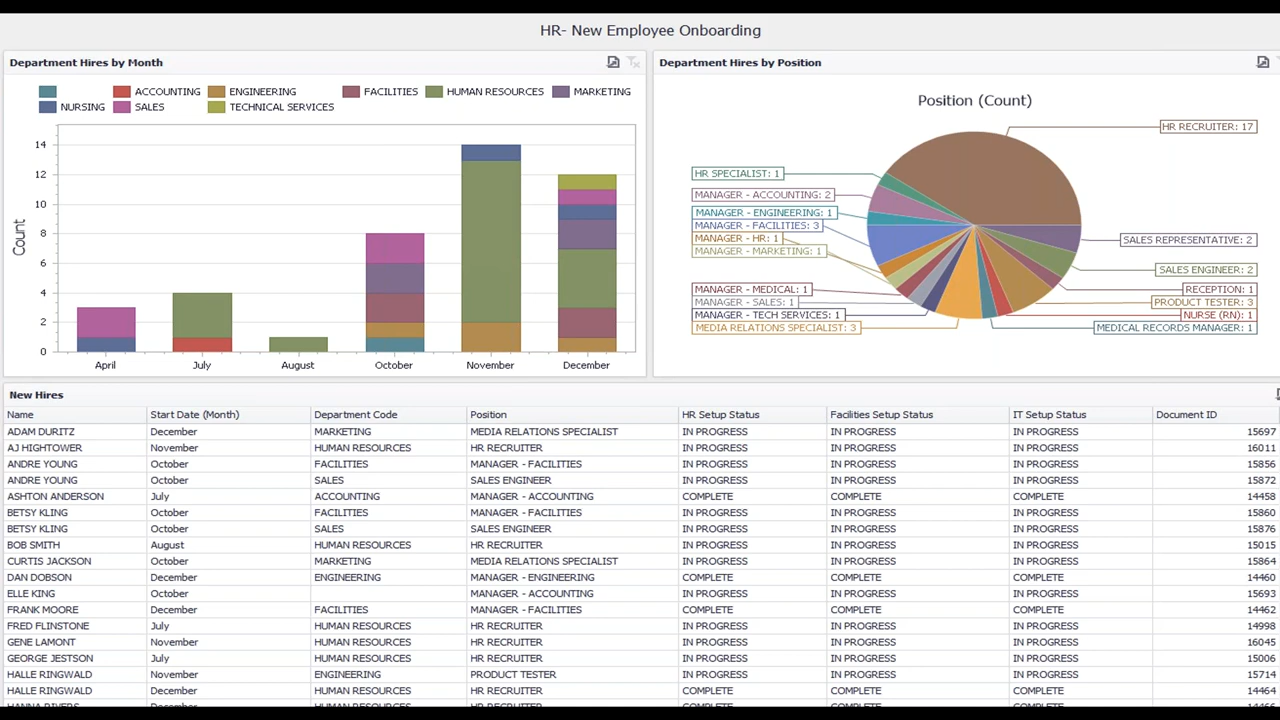 HR- New Employee Onboarding
Department Hires by Month
ACCOUNTING ENGINEERING FACILITIES HUMAN RESOURCES MARKETING
NURSING SALES TECHNICAL SERVICES
Count
14
12
10
8
6
4
2
0
April July August October November December
Department Hires by Position
Position (Count)
HR RECRUITER: 17
HR SPECIALIST: 1
MANAGER - ACCOUNTING: 2
MANAGER - ENGINEERING: 1
MANAGER - FACILITIES: 3
MANAGER - HR: 1
MANAGER - MARKETING: 1
MANAGER - MEDICAL: 1
MANAGER - SALES: 1
MANAGER - TECH SERVICES: 1
MEDIA RELATIONS SPECIALIST: 3
SALES REPRESENTATIVE: 2
SALES ENGINEER: 2
RECEPTION: 1
PRODUCT TESTER: 3
NURSE (RN): 1
MEDICAL RECORDS MANAGER: 1
New Hires
Name Start Date (Month) Department Code Position HR Setup Status Facilities Setup Status IT Setup Status Document ID
ADAM DURITZ December MARKETING MEDIA RELATIONS SPECIALIST IN PROGRESS IN PROGRESS IN PROGRESS 15697
AJ HIGHTOWER November HUMAN RESOURCES HR RECRUITER IN PROGRESS IN PROGRESS IN PROGRESS 16011
ANDRE YOUNG October FACILITIES MANAGER - FACILITIES IN PROGRESS IN PROGRESS IN PROGRESS 15856
ANDRE YOUNG October SALES SALES ENGINEER IN PROGRESS IN PROGRESS IN PROGRESS 15872
ASHTON ANDERSON July ACCOUNTING MANAGER - ACCOUNTING COMPLETE COMPLETE COMPLETE 14458
BETSY KLING October FACILITIES MANAGER - FACILITIES IN PROGRESS IN PROGRESS IN PROGRESS 15860
BETSY KLING October SALES SALES ENGINEER IN PROGRESS IN PROGRESS IN PROGRESS 15876
BOB SMITH August HUMAN RESOURCES HR RECRUITER IN PROGRESS IN PROGRESS IN PROGRESS 15015
CURTIS JACKSON October MARKETING MEDIA RELATIONS SPECIALIST IN PROGRESS IN PROGRESS IN PROGRESS 15864
DAN DOBSON December ENGINEERING MANAGER - ENGINEERING COMPLETE COMPLETE COMPLETE 14460
ELLE KING October MANAGER - ACCOUNTING IN PROGRESS IN PROGRESS IN PROGRESS 15693
FRANK MOORE December FACILITIES MANAGER - FACILITIES COMPLETE COMPLETE COMPLETE 14462
FRED FLINSTONE July HUMAN RESOURCES HR RECRUITER IN PROGRESS IN PROGRESS IN PROGRESS 14998
GENE LAMONT November HUMAN RESOURCES HR RECRUITER IN PROGRESS IN PROGRESS IN PROGRESS 16045
GEORGE JESTSON July HUMAN RESOURCES HR RECRUITER IN PROGRESS IN PROGRESS IN PROGRESS 15006
HALLE RINGWALD November ENGINEERING PRODUCT TESTER IN PROGRESS IN PROGRESS IN PROGRESS 15714
HALLE RINGWALD December HUMAN RESOURCES HR RECRUITER COMPLETE COMPLETE COMPLETE 14464